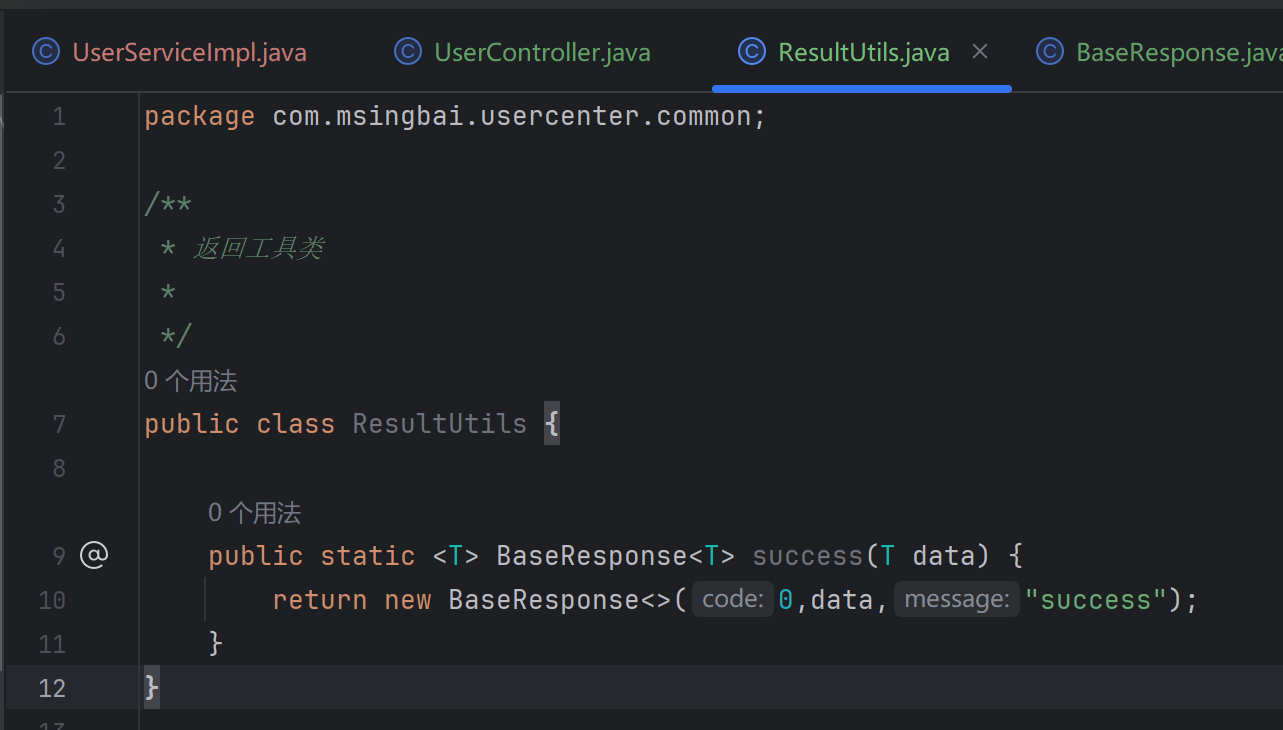 UserServiceImpl.java UserController.java ResultUtils.java BaseResponse.java
1 package com.msingbai.usercenter.common;
2
3 /**
4 * 返回工具类
5 *
6 */
0 个用法
7 public class ResultUtils {
8
0 个用法
9 @ public static <T> BaseResponse<T> success(T data) {
10 return new BaseResponse<>( code: 0,data, message: "success");
11 }
12 }
13